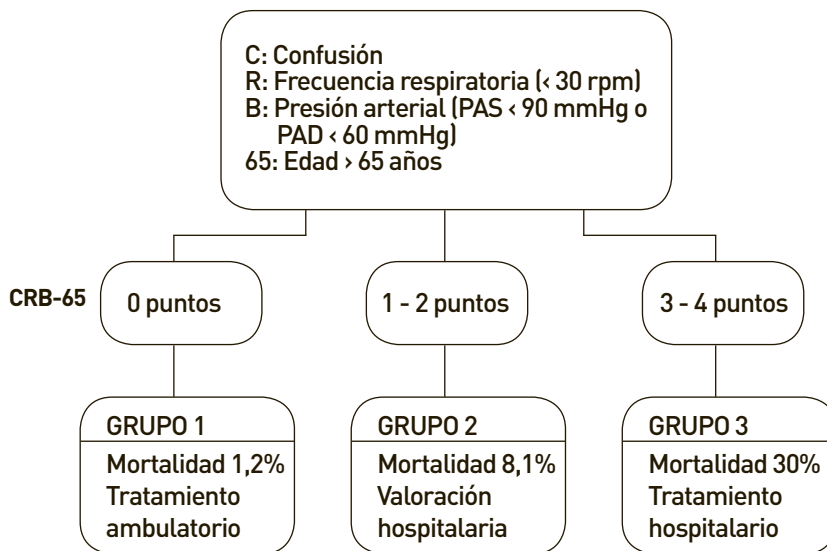 C: Confusión
R: Frecuencia respiratoria (< 30 rpm)
B: Presión arterial (PAS < 90 mmHg o
PAD < 60 mmHg)
65: Edad > 65 años
CRB-65
0 puntos
1 - 2 puntos
3 - 4 puntos
GRUPO 1
Mortalidad 1,2%
Tratamiento
ambulatorio
GRUPO 2
Mortalidad 8,1%
Valoración
hospitalaria
GRUPO 3
Mortalidad 30%
Tratamiento
hospitalario